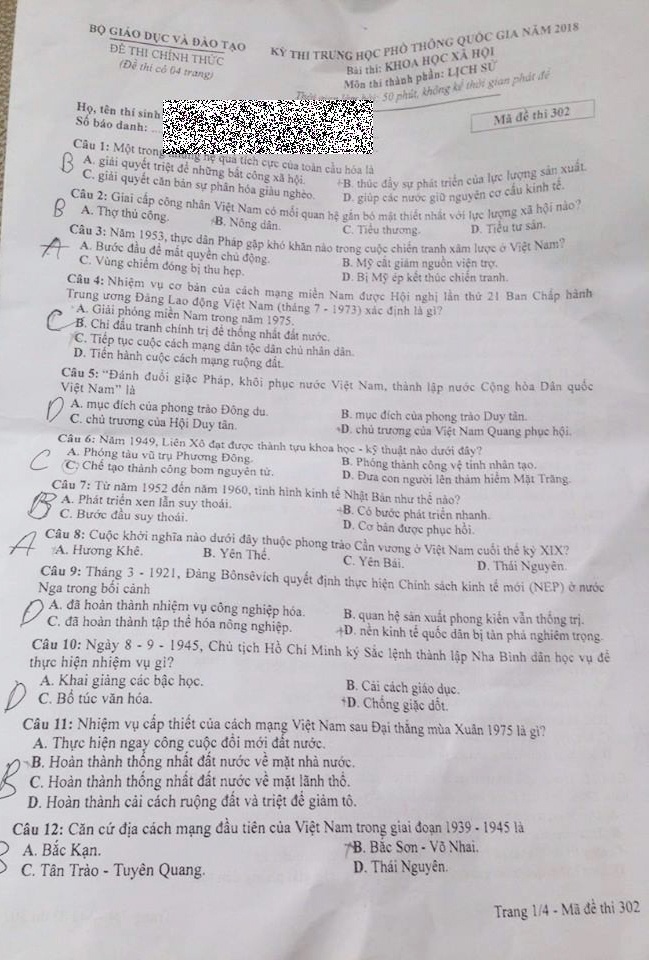 BỘ GIÁO DỤC VÀ ĐÀO TẠO
ĐỀ THI CHÍNH THỨC
(Đề thi có 04 trang)
KỲ THI TRUNG HỌC PHỔ THÔNG QUỐC GIA NĂM 2018
Bài thi: KHOA HỌC XÃ HỘI
Môn thi thành phần: LỊCH SỬ
Thời gian làm bài: 50 phút, không kể thời gian phát đề
Họ, tên thí sinh
Số báo danh:
Mã đề thi 302
Câu 1: Một trong những hệ quả tích cực của toàn cầu hóa là
B
A. giải quyết triệt để những bất công xã hội.
+B. thúc đẩy sự phát triển của lực lượng sản xuất.
C. giải quyết căn bản sự phân hóa giàu nghèo.
D. giúp các nước giữ nguyên cơ cấu kinh tế.
Câu 2: Giai cấp công nhân Việt Nam có mối quan hệ gắn bó mật thiết nhất với lực lượng xã hội nào?
B
A. Thợ thủ công.
B. Nông dân.
C. Tiểu thương.
D. Tiểu tư sản.
Câu 3: Năm 1953, thực dân Pháp gặp khó khăn nào trong cuộc chiến tranh xâm lược ở Việt Nam?
A
A. Bước đầu để mất quyền chủ động.
B. Mỹ cắt giảm nguồn viện trợ.
C. Vùng chiếm đóng bị thu hẹp.
D. Bị Mỹ ép kết thúc chiến tranh.
Câu 4: Nhiệm vụ cơ bản của cách mạng miền Nam được Hội nghị lần thứ 21 Ban Chấp hành
Trung ương Đảng Lao động Việt Nam (tháng 7 - 1973) xác định là gì?
C
A. Giải phóng miền Nam trong năm 1975.
B. Chỉ đấu tranh chính trị để thống nhất đất nước.
C. Tiếp tục cuộc cách mạng dân tộc dân chủ nhân dân.
D. Tiến hành cuộc cách mạng ruộng đất.
Câu 5: “Đánh đuổi giặc Pháp, khôi phục nước Việt Nam, thành lập nước Cộng hòa Dân quốc
Việt Nam” là
D
A. mục đích của phong trào Đông du.
B. mục đích của phong trào Duy tân.
C. chủ trương của Hội Duy tân.
D. chủ trương của Việt Nam Quang phục hội.
Câu 6: Năm 1949, Liên Xô đạt được thành tựu khoa học - kỹ thuật nào dưới đây?
C
A. Phóng tàu vũ trụ Phương Đông.
B. Phóng thành công vệ tinh nhân tạo.
C. Chế tạo thành công bom nguyên tử.
D. Đưa con người lên thám hiểm Mặt Trăng.
Câu 7: Từ năm 1952 đến năm 1960, tình hình kinh tế Nhật Bản như thế nào?
B
A. Phát triển xen lẫn suy thoái.
+B. Có bước phát triển nhanh.
C. Bước đầu suy thoái.
D. Cơ bản được phục hồi.
Câu 8: Cuộc khởi nghĩa nào dưới đây thuộc phong trào Cần vương ở Việt Nam cuối thế kỷ XIX?
A
A. Hương Khê.
B. Yên Thế.
C. Yên Bái.
D. Thái Nguyên.
Câu 9: Tháng 3 - 1921, Đảng Bônsêvích quyết định thực hiện Chính sách kinh tế mới (NEP) ở nước
Nga trong bối cảnh
D
A. đã hoàn thành nhiệm vụ công nghiệp hóa.
B. quan hệ sản xuất phong kiến vẫn thống trị.
C. đã hoàn thành tập thể hóa nông nghiệp.
+D. nền kinh tế quốc dân bị tàn phá nghiêm trọng.
Câu 10: Ngày 8 - 9 - 1945, Chủ tịch Hồ Chí Minh ký Sắc lệnh thành lập Nha Bình dân học vụ để
thực hiện nhiệm vụ gì?
D
A. Khai giảng các bậc học.
B. Cải cách giáo dục.
C. Bổ túc văn hóa.
+D. Chống giặc dốt.
Câu 11: Nhiệm vụ cấp thiết của cách mạng Việt Nam sau Đại thắng mùa Xuân 1975 là gì?
A. Thực hiện ngay công cuộc đổi mới đất nước.
B
B. Hoàn thành thống nhất đất nước về mặt nhà nước.
C. Hoàn thành thống nhất đất nước về mặt lãnh thổ.
D. Hoàn thành cải cách ruộng đất và triệt để giảm tô.
Câu 12: Căn cứ địa cách mạng đầu tiên của Việt Nam trong giai đoạn 1939 - 1945 là
A. Bắc Kạn.
B. Bắc Sơn - Võ Nhai.
C. Tân Trào - Tuyên Quang.
D. Thái Nguyên.
Trang 1/4 - Mã đề thi 302